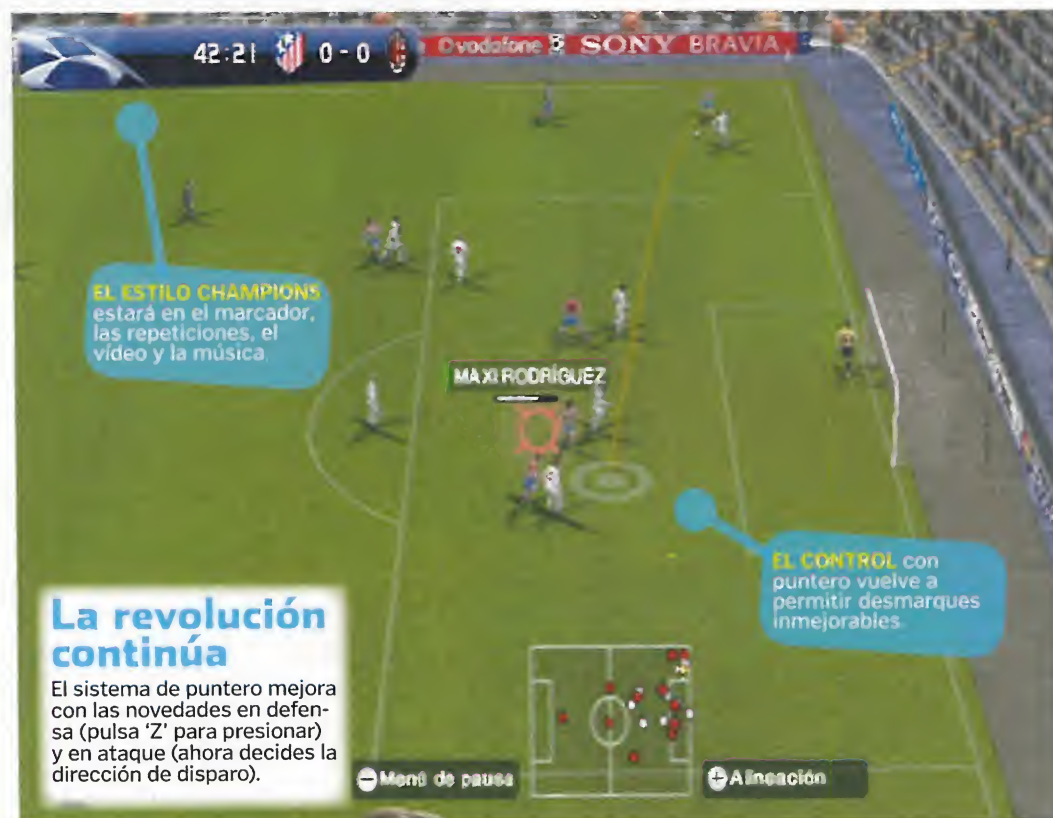 42:21 0 - 0
vodafone SONY BRAVIA
EL ESTILO CHAMPIONS
estará en el marcador,
las repeticiones, el
vídeo y la música.
MAXI RODRÍGUEZ
EL CONTROL con
puntero vuelve a
permitir desmarques
inmejorables.
La revolución
continúa
El sistema de puntero mejora
con las novedades en defen-
sa (pulsa ‘Z’ para presionar)
y en ataque (ahora decides la
dirección de disparo).
Menú de pausa
Alineación